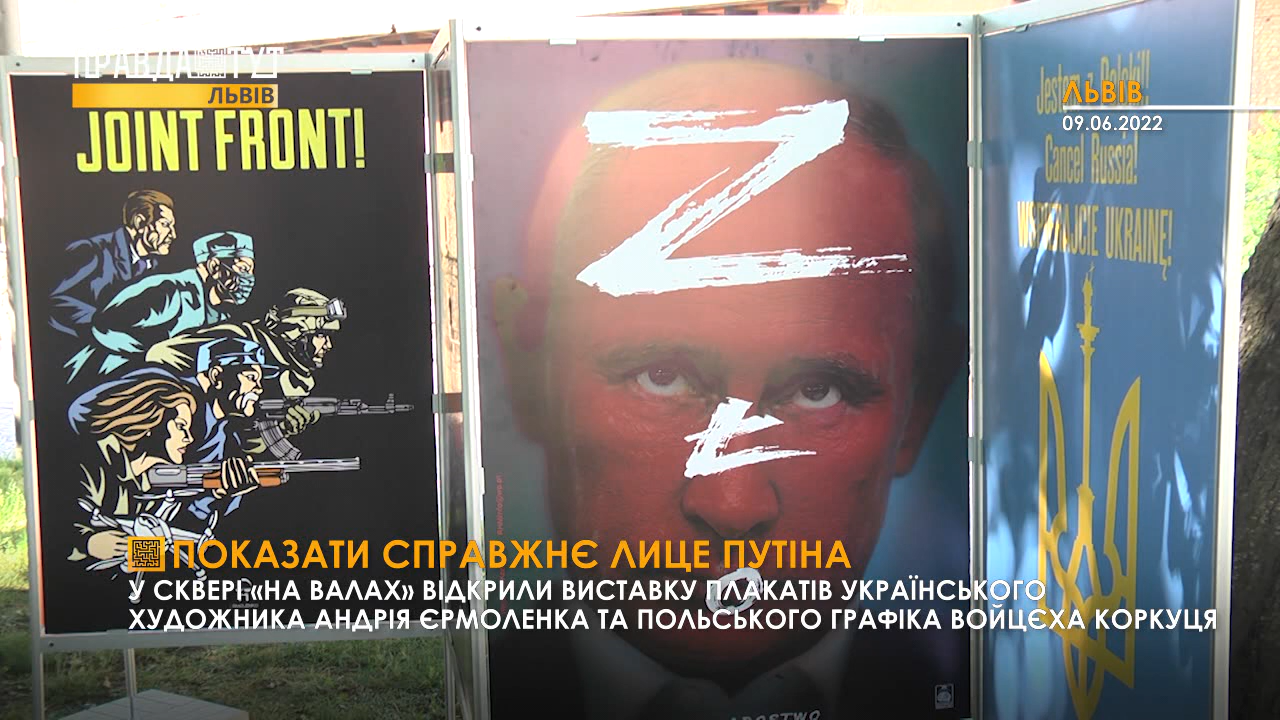 ПРАВДА ТУТ
ЛЬВІВ
JOINT FRONT!
Z
Ł
O
Jestem z Polski!
Cancel Russia!
WSPIERAJCIE UKRAINĘ!
ЛЬВІВ
09.06.2022
ПОКАЗАТИ СПРАВЖНЄ ЛИЦЕ ПУТІНА
У СКВЕРІ «НА ВАЛАХ» ВІДКРИЛИ ВИСТАВКУ ПЛАКАТІВ УКРАЇНСЬКОГО
ХУДОЖНИКА АНДРІЯ ЄРМОЛЕНКА ТА ПОЛЬСЬКОГО ГРАФІКА ВОЙЦЄХА КОРКУЦЯ